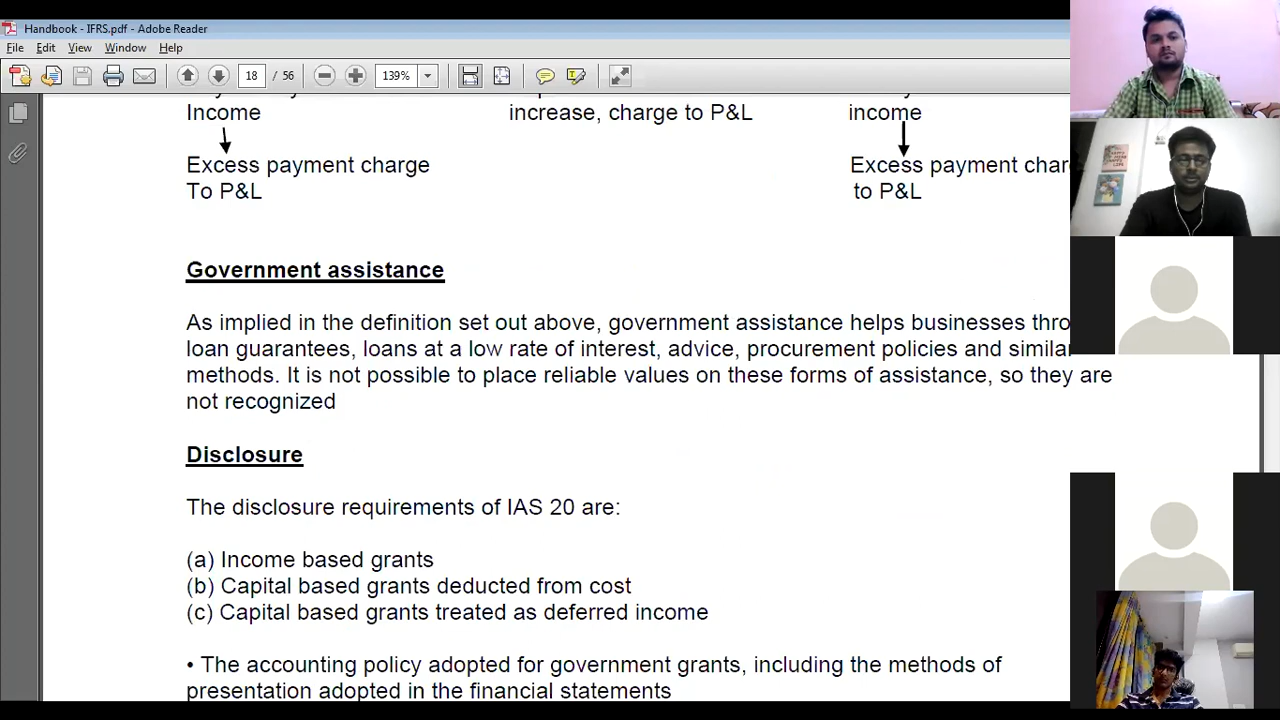 Handbook - IFRS.pdf - Adobe Reader
File Edit View Window Help
18 / 56 139%
Income increase, charge to P&L income
Excess payment charge Excess payment
To P&L to P&L
Government assistance
As implied in the definition set out above, government assistance helps businesses
loan guarantees, loans at a low rate of interest, advice, procurement policies and similar
methods. It is not possible to place reliable values on these forms of assistance, so they are
not recognized
Disclosure
The disclosure requirements of IAS 20 are:
(a) Income based grants
(b) Capital based grants deducted from cost
(c) Capital based grants treated as deferred income
• The accounting policy adopted for government grants, including the methods of
presentation adopted in the financial statements